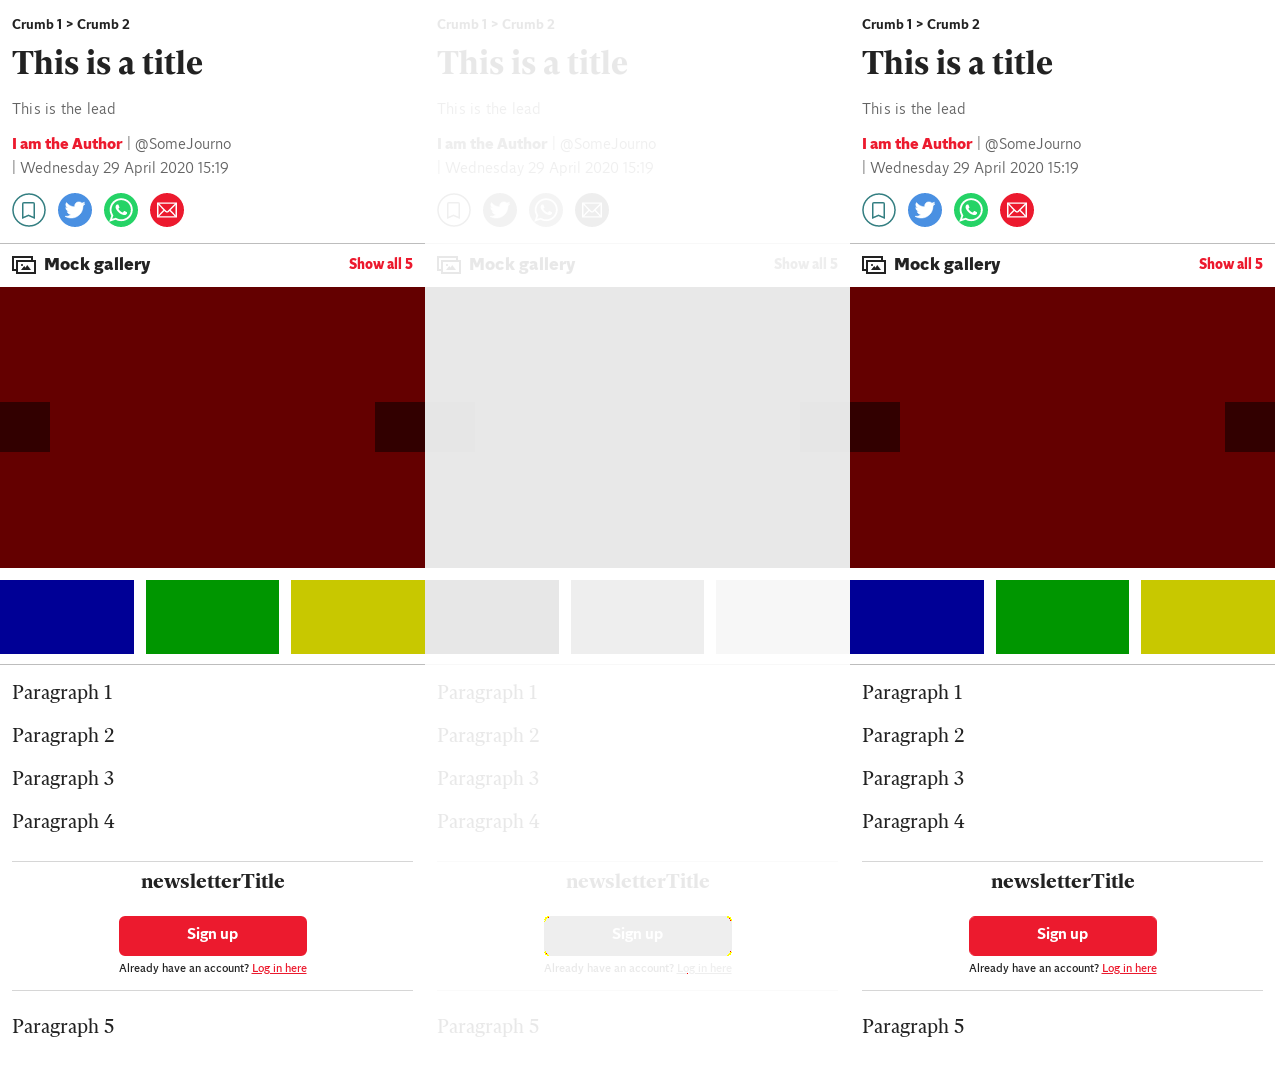 Crumb 1 > Crumb 2
This is a title
This is the lead
I am the Author | @SomeJourno
| Wednesday 29 April 2020 15:19
Mock gallery
Show all 5
Paragraph 1
Paragraph 2
Paragraph 3
Paragraph 4
newsletterTitle
Sign up
Already have an account? Log in here
Paragraph 5
Crumb 1 > Crumb 2
This is a title
This is the lead
I am the Author | @SomeJourno
| Wednesday 29 April 2020 15:19
Mock gallery
Show all 5
Paragraph 1
Paragraph 2
Paragraph 3
Paragraph 4
newsletterTitle
Sign up
Already have an account? Log in here
Paragraph 5
Crumb 1 > Crumb 2
This is a title
This is the lead
I am the Author | @SomeJourno
| Wednesday 29 April 2020 15:19
Mock gallery
Show all 5
Paragraph 1
Paragraph 2
Paragraph 3
Paragraph 4
newsletterTitle
Sign up
Already have an account? Log in here
Paragraph 5